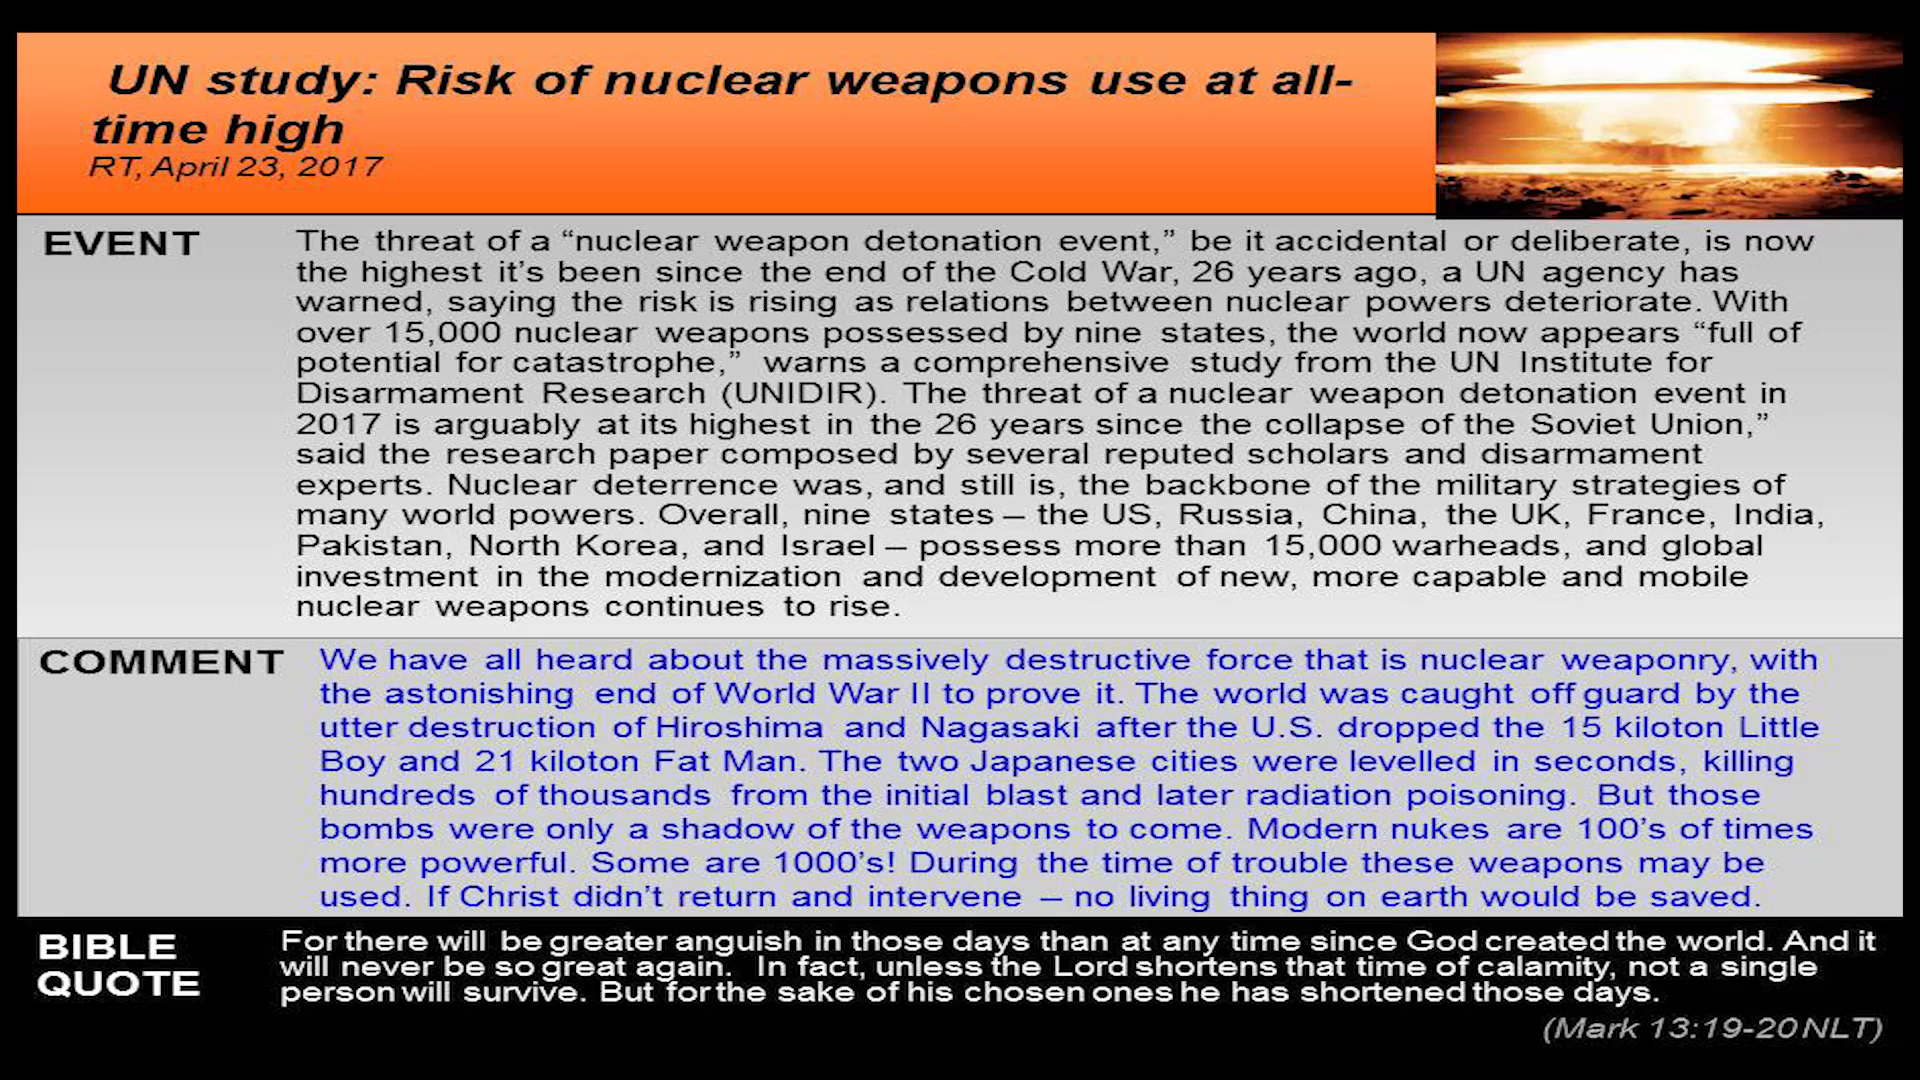 UN study: Risk of nuclear weapons use at all-
time high
RT, April 23, 2017
EVENT
The threat of a “nuclear weapon detonation event,” be it accidental or deliberate, is now
the highest it’s been since the end of the Cold War, 26 years ago, a UN agency has
warned, saying the risk is rising as relations between nuclear powers deteriorate. With
over 15,000 nuclear weapons possessed by nine states, the world now appears “full of
potential for catastrophe,” warns a comprehensive study from the UN Institute for
Disarmament Research (UNIDIR). The threat of a nuclear weapon detonation event in
2017 is arguably at its highest in the 26 years since the collapse of the Soviet Union,”
said the research paper composed by several reputed scholars and disarmament
experts. Nuclear deterrence was, and still is, the backbone of the military strategies of
many world powers. Overall, nine states – the US, Russia, China, the UK, France, India,
Pakistan, North Korea, and Israel – possess more than 15,000 warheads, and global
investment in the modernization and development of new, more capable and mobile
nuclear weapons continues to rise.
COMMENT
We have all heard about the massively destructive force that is nuclear weaponry, with
the astonishing end of World War II to prove it. The world was caught off guard by the
utter destruction of Hiroshima and Nagasaki after the U.S. dropped the 15 kiloton Little
Boy and 21 kiloton Fat Man. The two Japanese cities were levelled in seconds, killing
hundreds of thousands from the initial blast and later radiation poisoning. But those
bombs were only a shadow of the weapons to come. Modern nukes are 100’s of times
more powerful. Some are 1000’s! During the time of trouble these weapons may be
used. If Christ didn’t return and intervene – no living thing on earth would be saved.
BIBLE
QUOTE
For there will be greater anguish in those days than at any time since God created the world. And it
will never be so great again. In fact, unless the Lord shortens that time of calamity, not a single
person will survive. But for the sake of his chosen ones he has shortened those days.
(Mark 13:19-20 NLT)